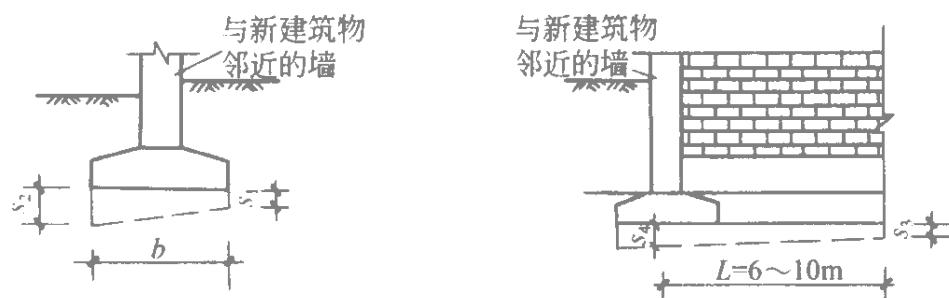 与新建筑物
邻近的墙
s₂
s₁
b
与新建筑物
邻近的墙
s₄
s₃
L=6～10m